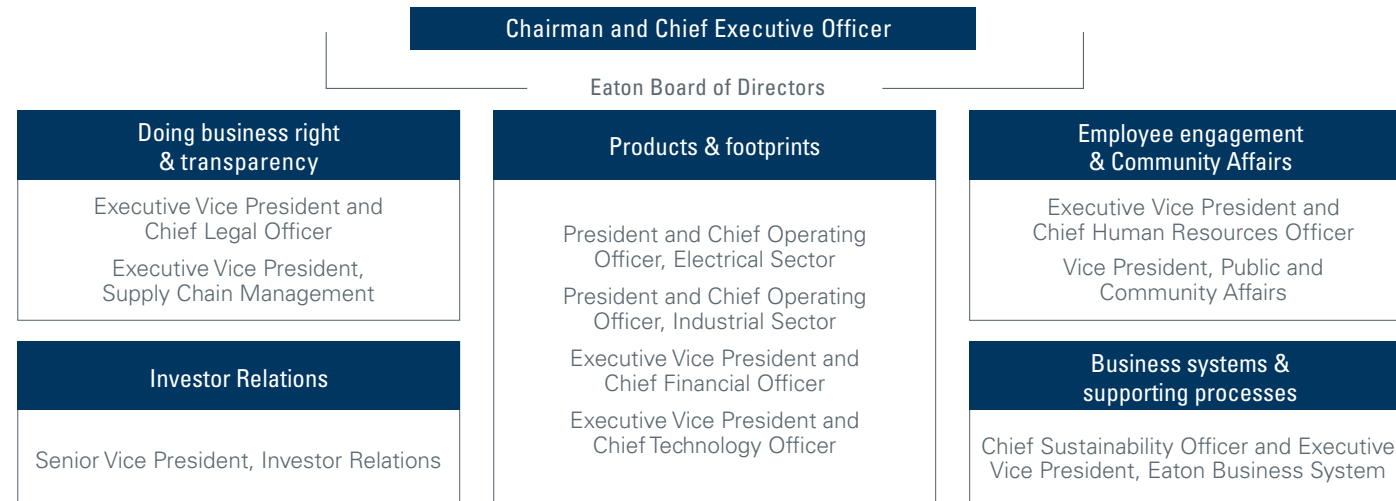 Chairman and Chief Executive Officer
Eaton Board of Directors
Doing business right
& transparency
Executive Vice President and
Chief Legal Officer
Executive Vice President,
Supply Chain Management
Investor Relations
Senior Vice President, Investor Relations
Products & footprints
President and Chief Operating
Officer, Electrical Sector
President and Chief Operating
Officer, Industrial Sector
Executive Vice President and
Chief Financial Officer
Executive Vice President and
Chief Technology Officer
Employee engagement
& Community Affairs
Executive Vice President and
Chief Human Resources Officer
Vice President, Public and
Community Affairs
Business systems &
supporting processes
Chief Sustainability Officer and Executive
Vice President, Eaton Business System